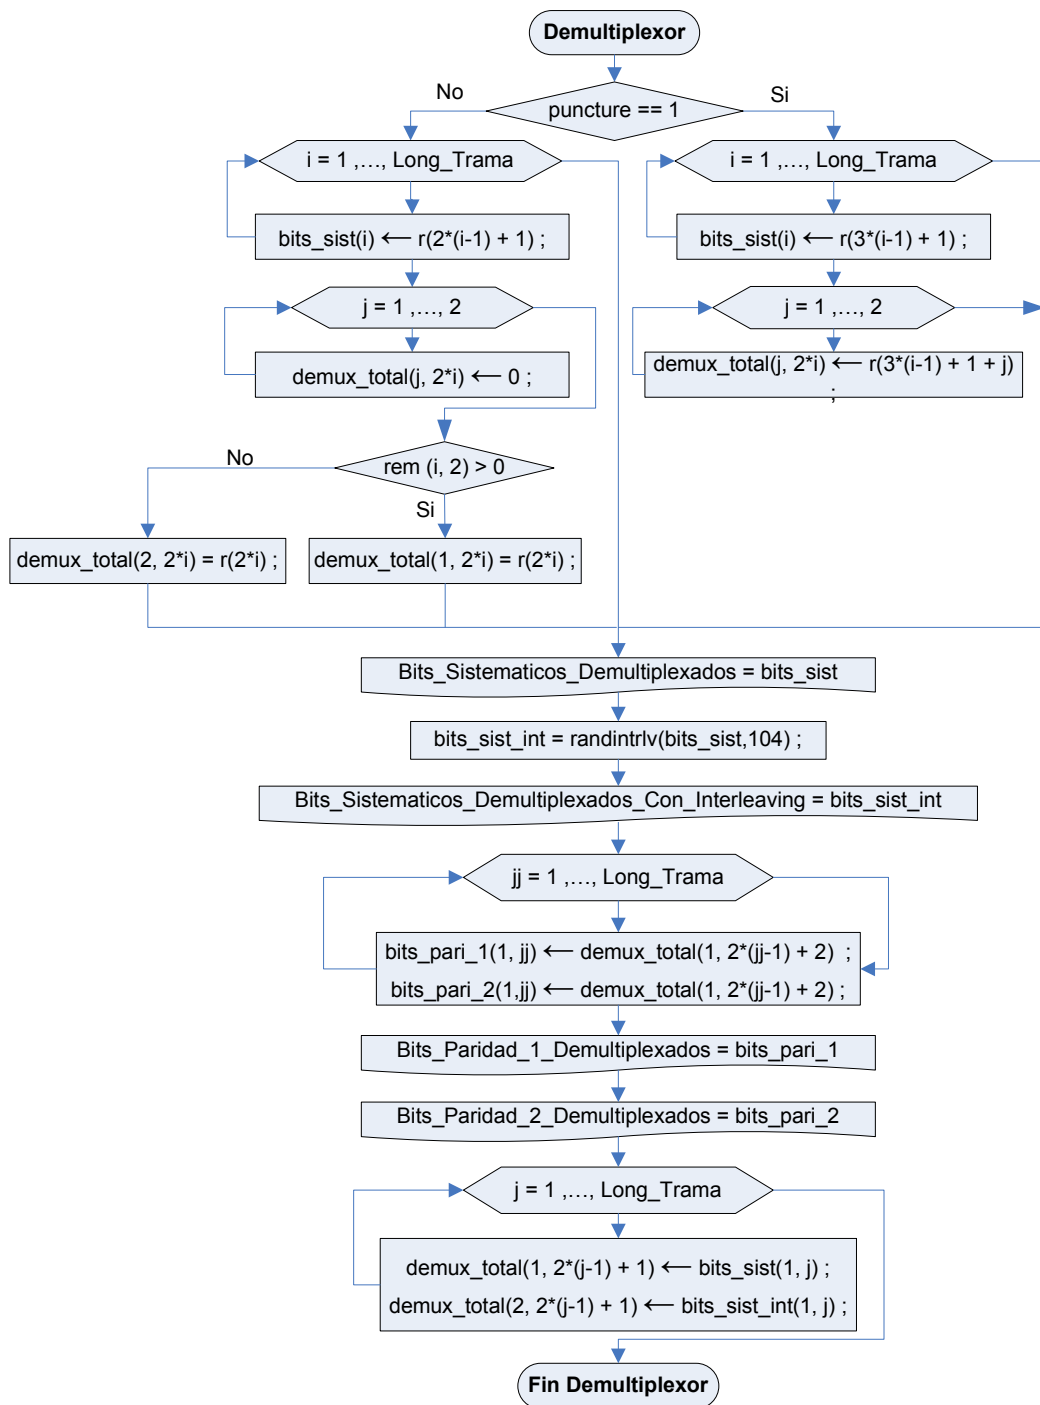 Demultiplexor
No
Si
puncture == 1
i = 1 ,…, Long_Trama
i = 1 ,…, Long_Trama
bits_sist(i) ← r(2*(i-1) + 1) ;
bits_sist(i) ← r(3*(i-1) + 1) ;
j = 1 ,…, 2
j = 1 ,…, 2
demux_total(j, 2*i) ← 0 ;
demux_total(j, 2*i) ← r(3*(i-1) + 1 + j)
;
No
rem (i, 2) > 0
Si
demux_total(2, 2*i) = r(2*i) ;
demux_total(1, 2*i) = r(2*i) ;
Bits_Sistematicos_Demultiplexados = bits_sist
bits_sist_int = randintrlv(bits_sist,104) ;
Bits_Sistematicos_Demultiplexados_Con_Interleaving = bits_sist_int
jj = 1 ,…, Long_Trama
bits_pari_1(1, jj) ← demux_total(1, 2*(jj-1) + 2)  ;
bits_pari_2(1,jj) ← demux_total(1, 2*(jj-1) + 2) ;
Bits_Paridad_1_Demultiplexados = bits_pari_1
Bits_Paridad_2_Demultiplexados = bits_pari_2
j = 1 ,…, Long_Trama
demux_total(1, 2*(j-1) + 1) ← bits_sist(1, j) ;
demux_total(2, 2*(j-1) + 1) ← bits_sist_int(1, j) ;
Fin Demultiplexor